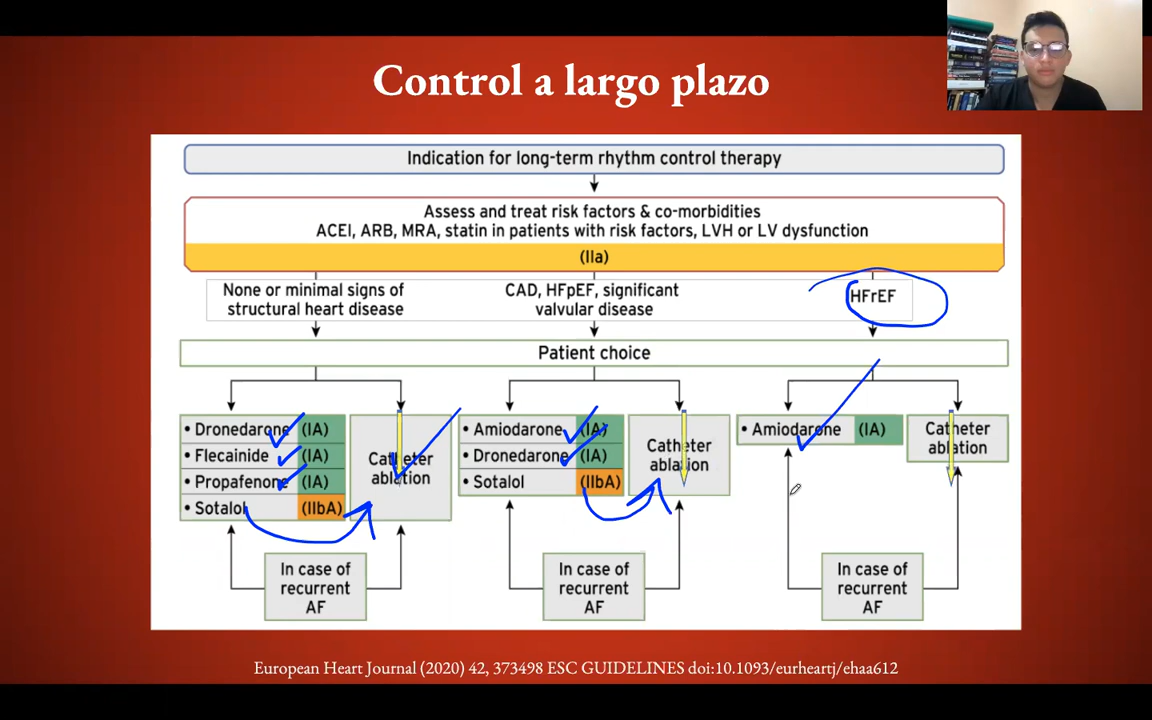 Control a largo plazo
Indication for long-term rhythm control therapy
Assess and treat risk factors & co-morbidities
ACEI, ARB, MRA, statin in patients with risk factors, LVH or LV dysfunction
(IIa)
None or minimal signs of
structural heart disease
CAD, HFpEF, significant
valvular disease
HFrEF
Patient choice
• Dronedarone (IA)
• Flecainide (IA)
• Propafenone (IA)
• Sotalol (IIbA)
Catheter
ablation
• Amiodarone (IA)
• Dronedarone (IA)
• Sotalol (IIbA)
Catheter
ablation
• Amiodarone (IA)
Catheter
ablation
In case of
recurrent
AF
In case of
recurrent
AF
In case of
recurrent
AF
European Heart Journal (2020) 42, 373498 ESC GUIDELINES doi:10.1093/eurheartj/ehaa612